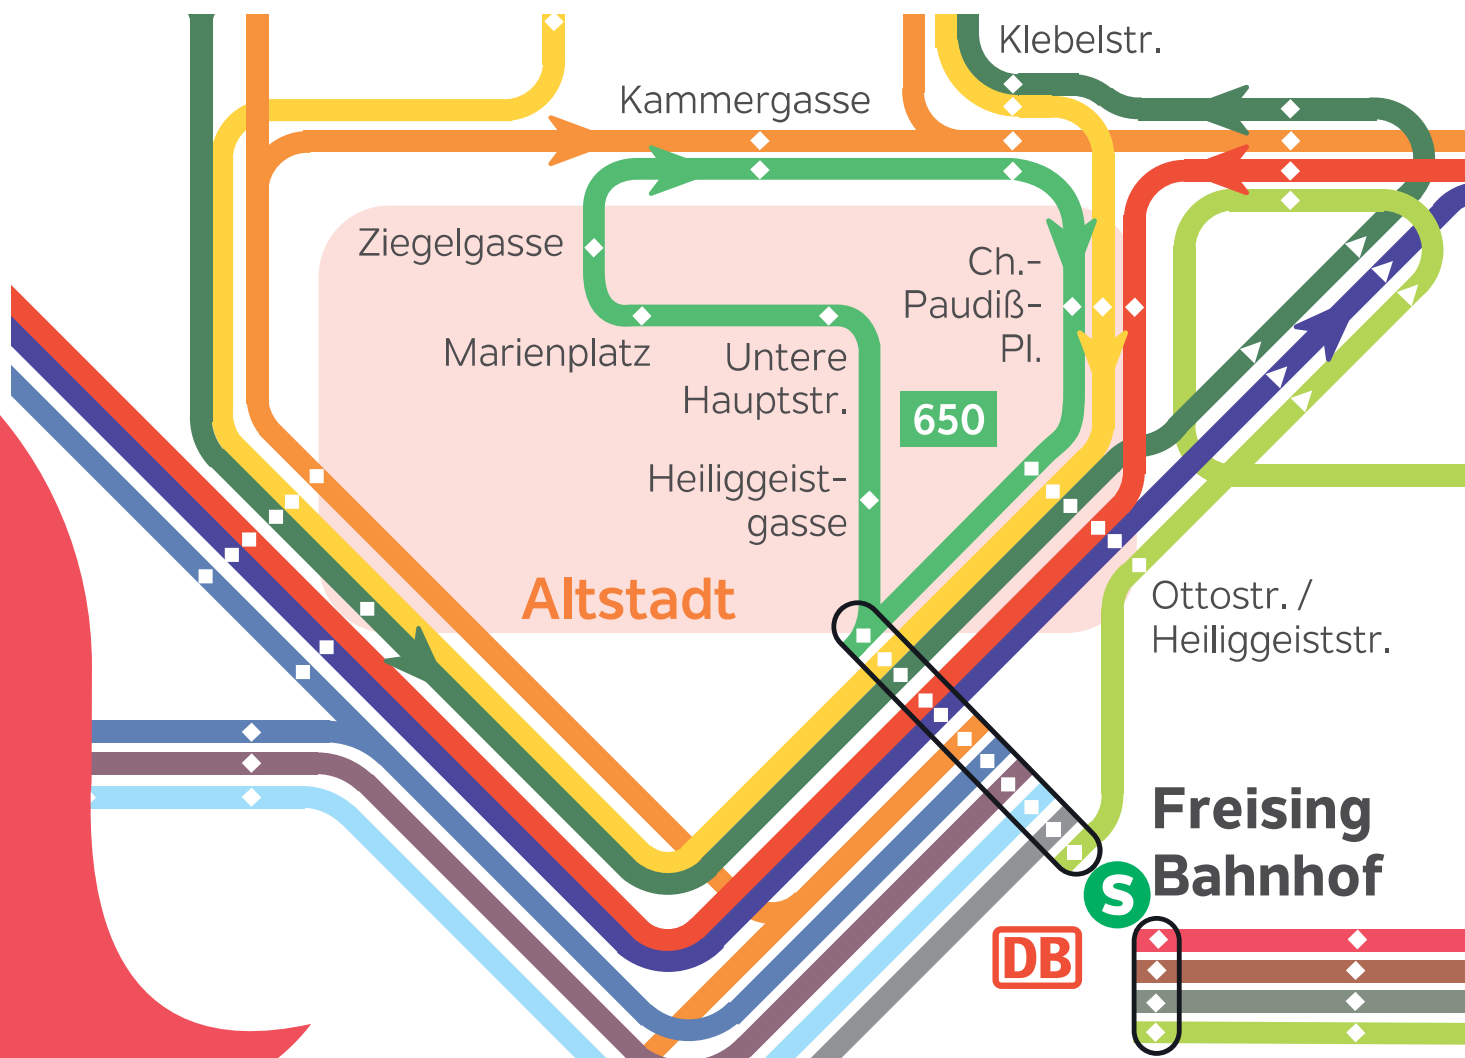 Klebelstr.
Kammergasse
Ziegelgasse
Ch.-
Paudiß-
Pl.
Marienplatz
Untere
Hauptstr.
650
Heiliggeist-
gasse
Altstadt
Ottostr. /
Heiliggeiststr.
Freising
Bahnhof
S
DB